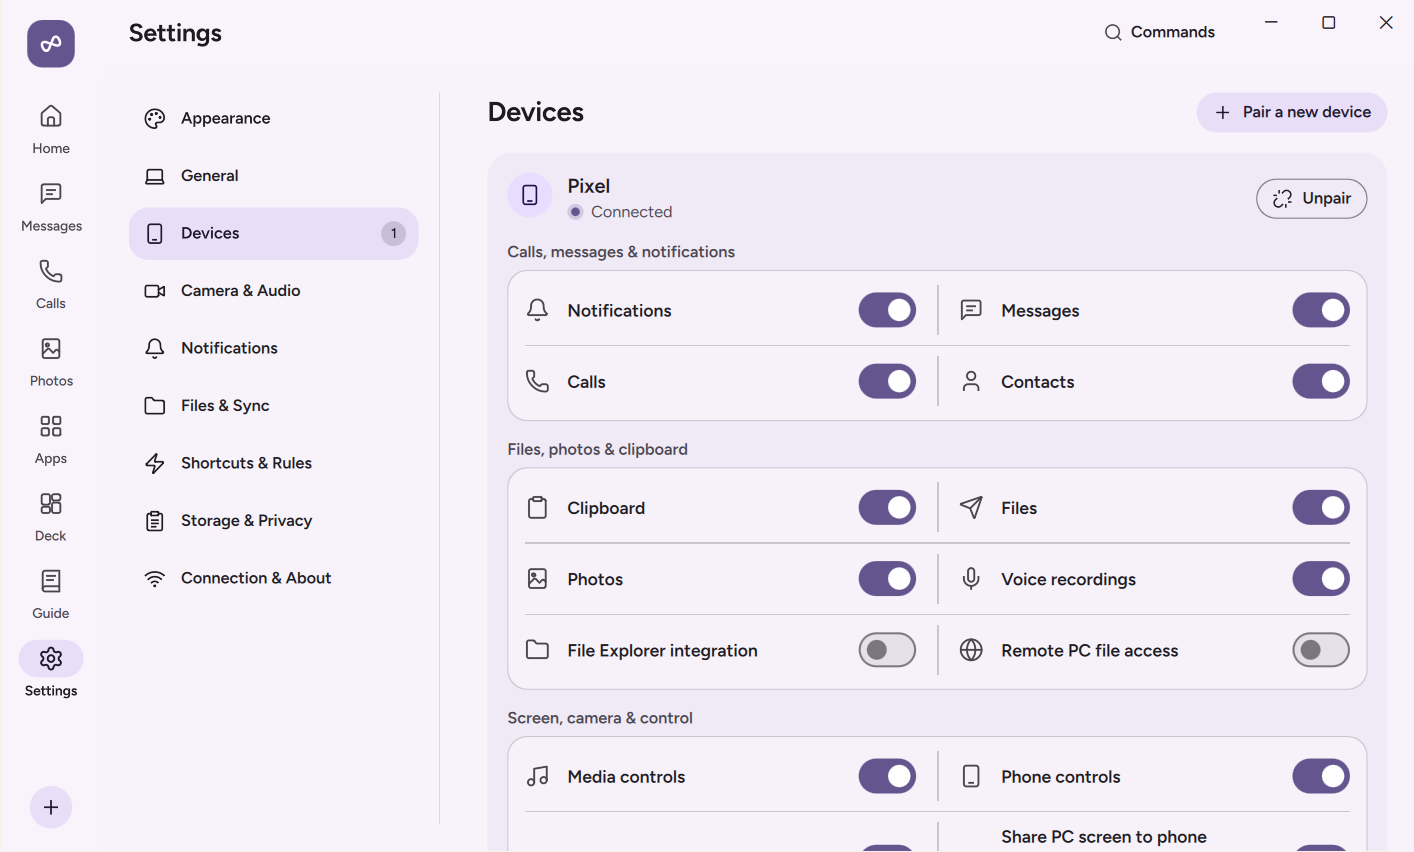 Settings
Commands
Home
Messages
Calls
Photos
Apps
Deck
Guide
Settings
Appearance
General
Devices 1
Camera & Audio
Notifications
Files & Sync
Shortcuts & Rules
Storage & Privacy
Connection & About
Devices
Pair a new device
Pixel
Connected
Unpair
Calls, messages & notifications
Notifications
Messages
Calls
Contacts
Files, photos & clipboard
Clipboard
Files
Photos
Voice recordings
File Explorer integration
Remote PC file access
Screen, camera & control
Media controls
Phone controls
Share PC screen to phone